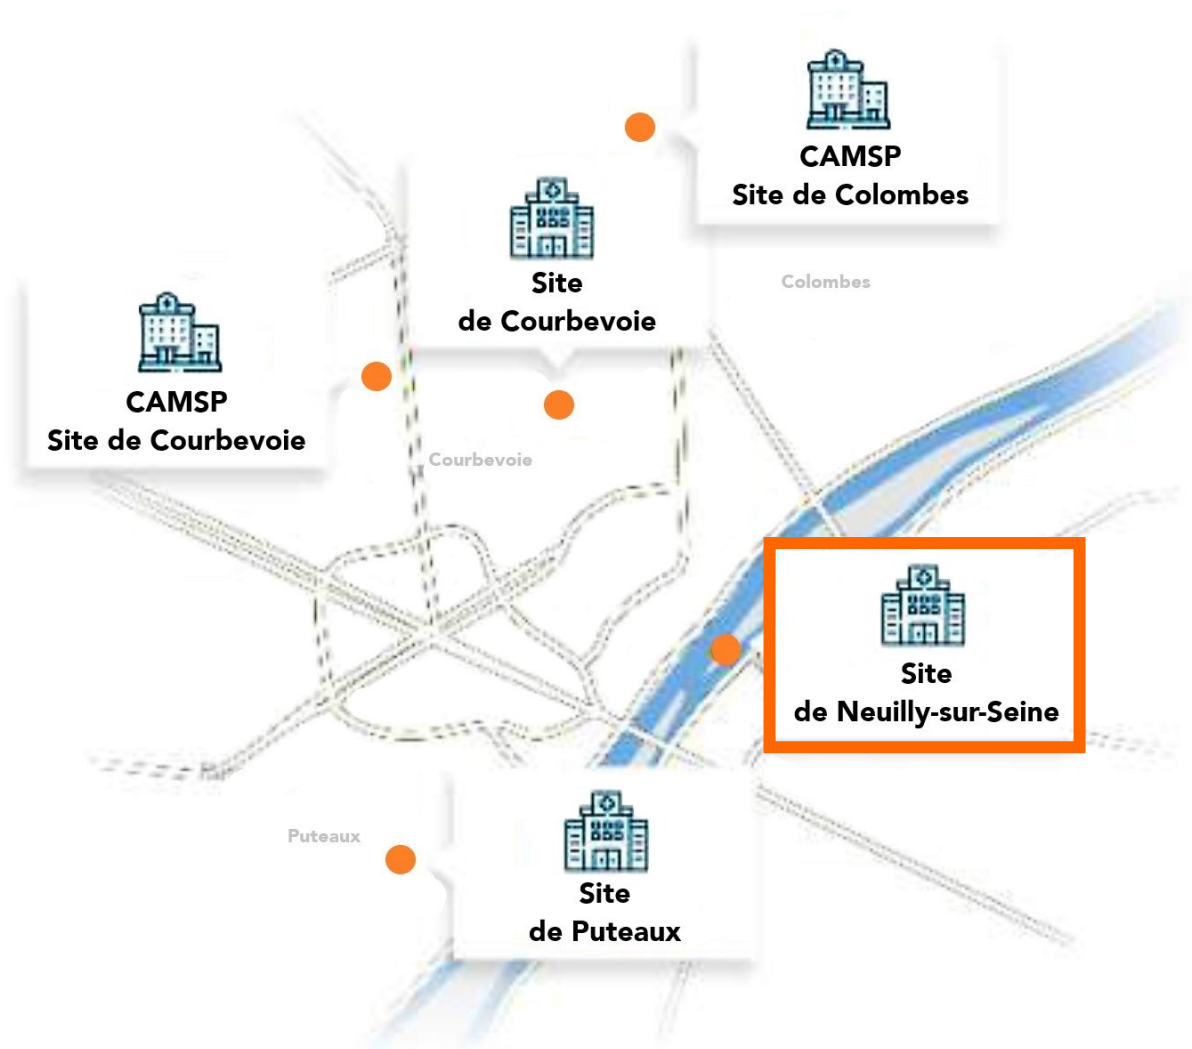 CAMSP
Site de Colombes
Site
de Courbevoie
Colombes
CAMSP
Site de Courbevoie
Courbevoie
Site
de Neuilly-sur-Seine
Puteaux
Site
de Puteaux